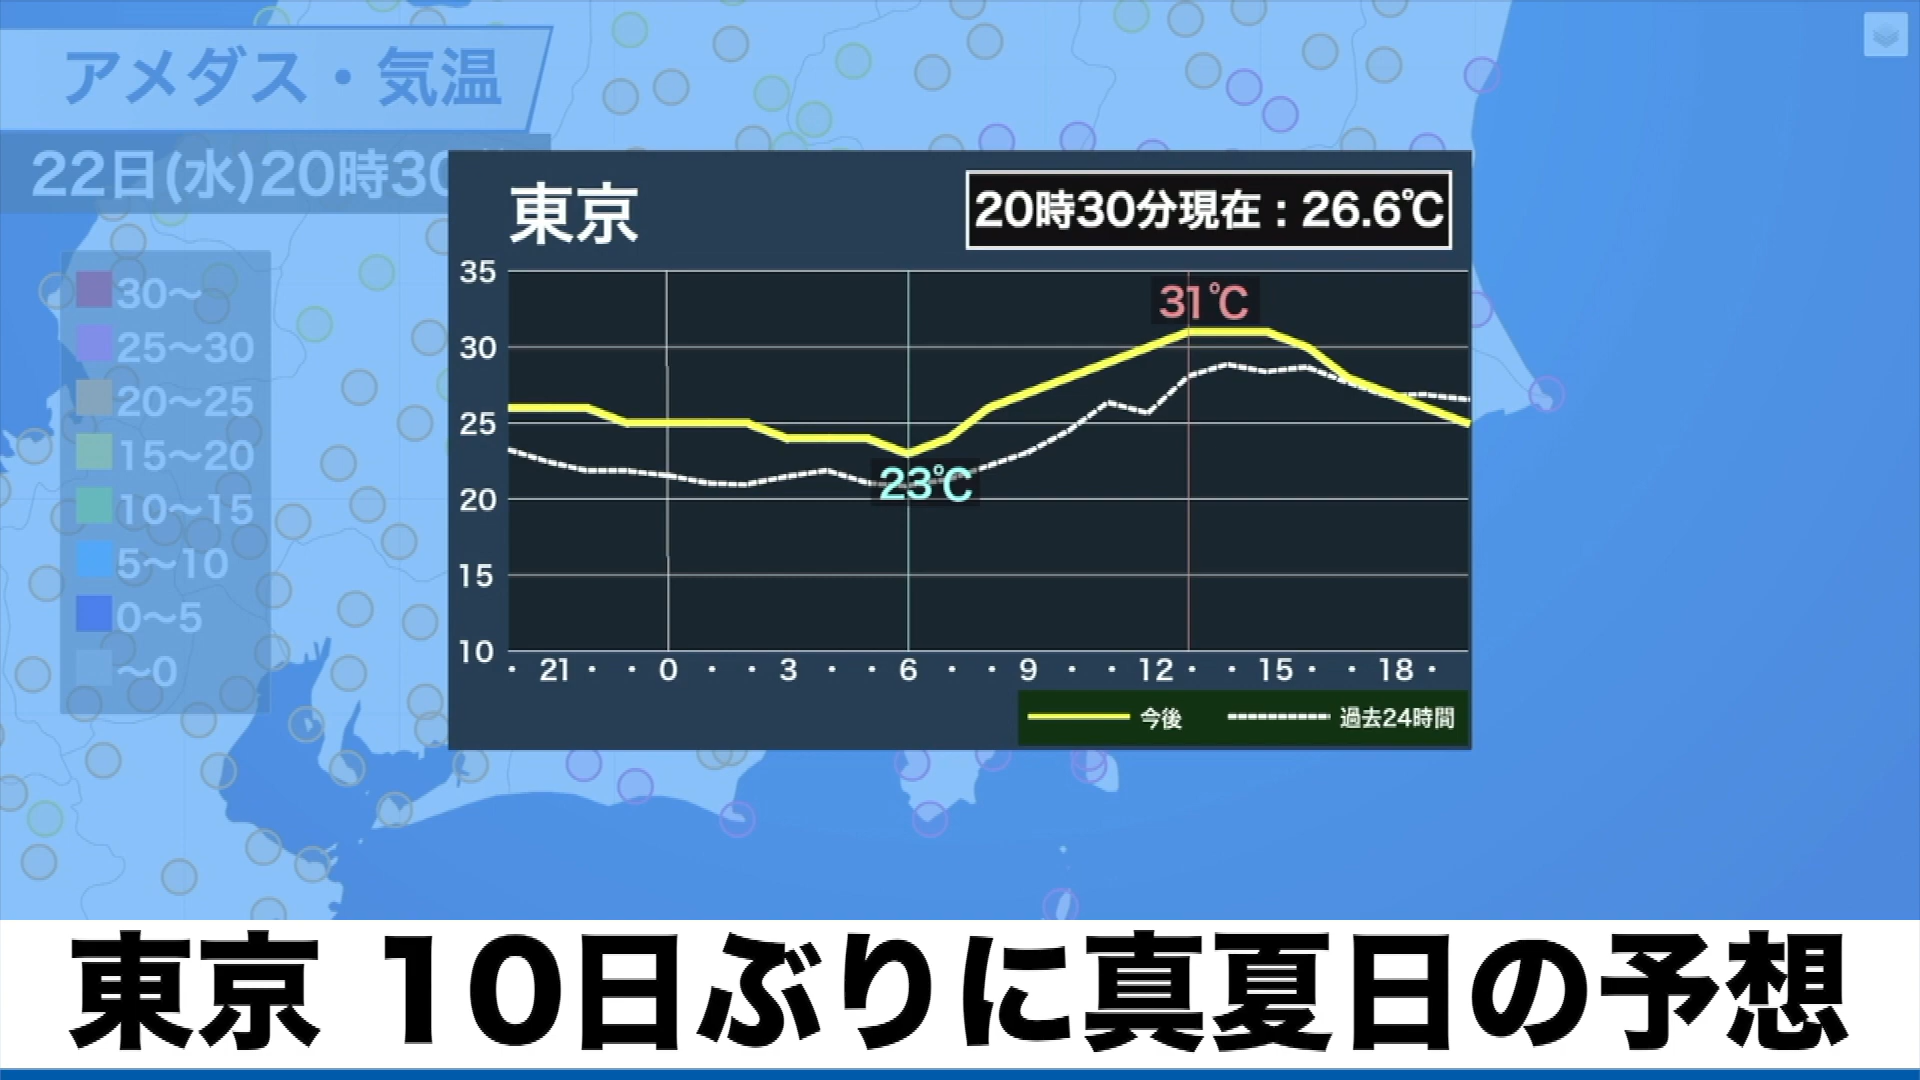 アメダス・気温
22日(水)20時30
東京
20時30分現在：26.6℃
35
30
25
20
15
10
31℃
23℃
・ 21 ・ ・ 0 ・ ・ 3 ・ ・ 6 ・ ・ 9 ・ ・ 12 ・ ・ 15 ・ ・ 18 ・
今後 過去24時間
30～
25～30
20～25
15～20
10～15
5～10
0～5
～0
東京 10日ぶりに真夏日の予想